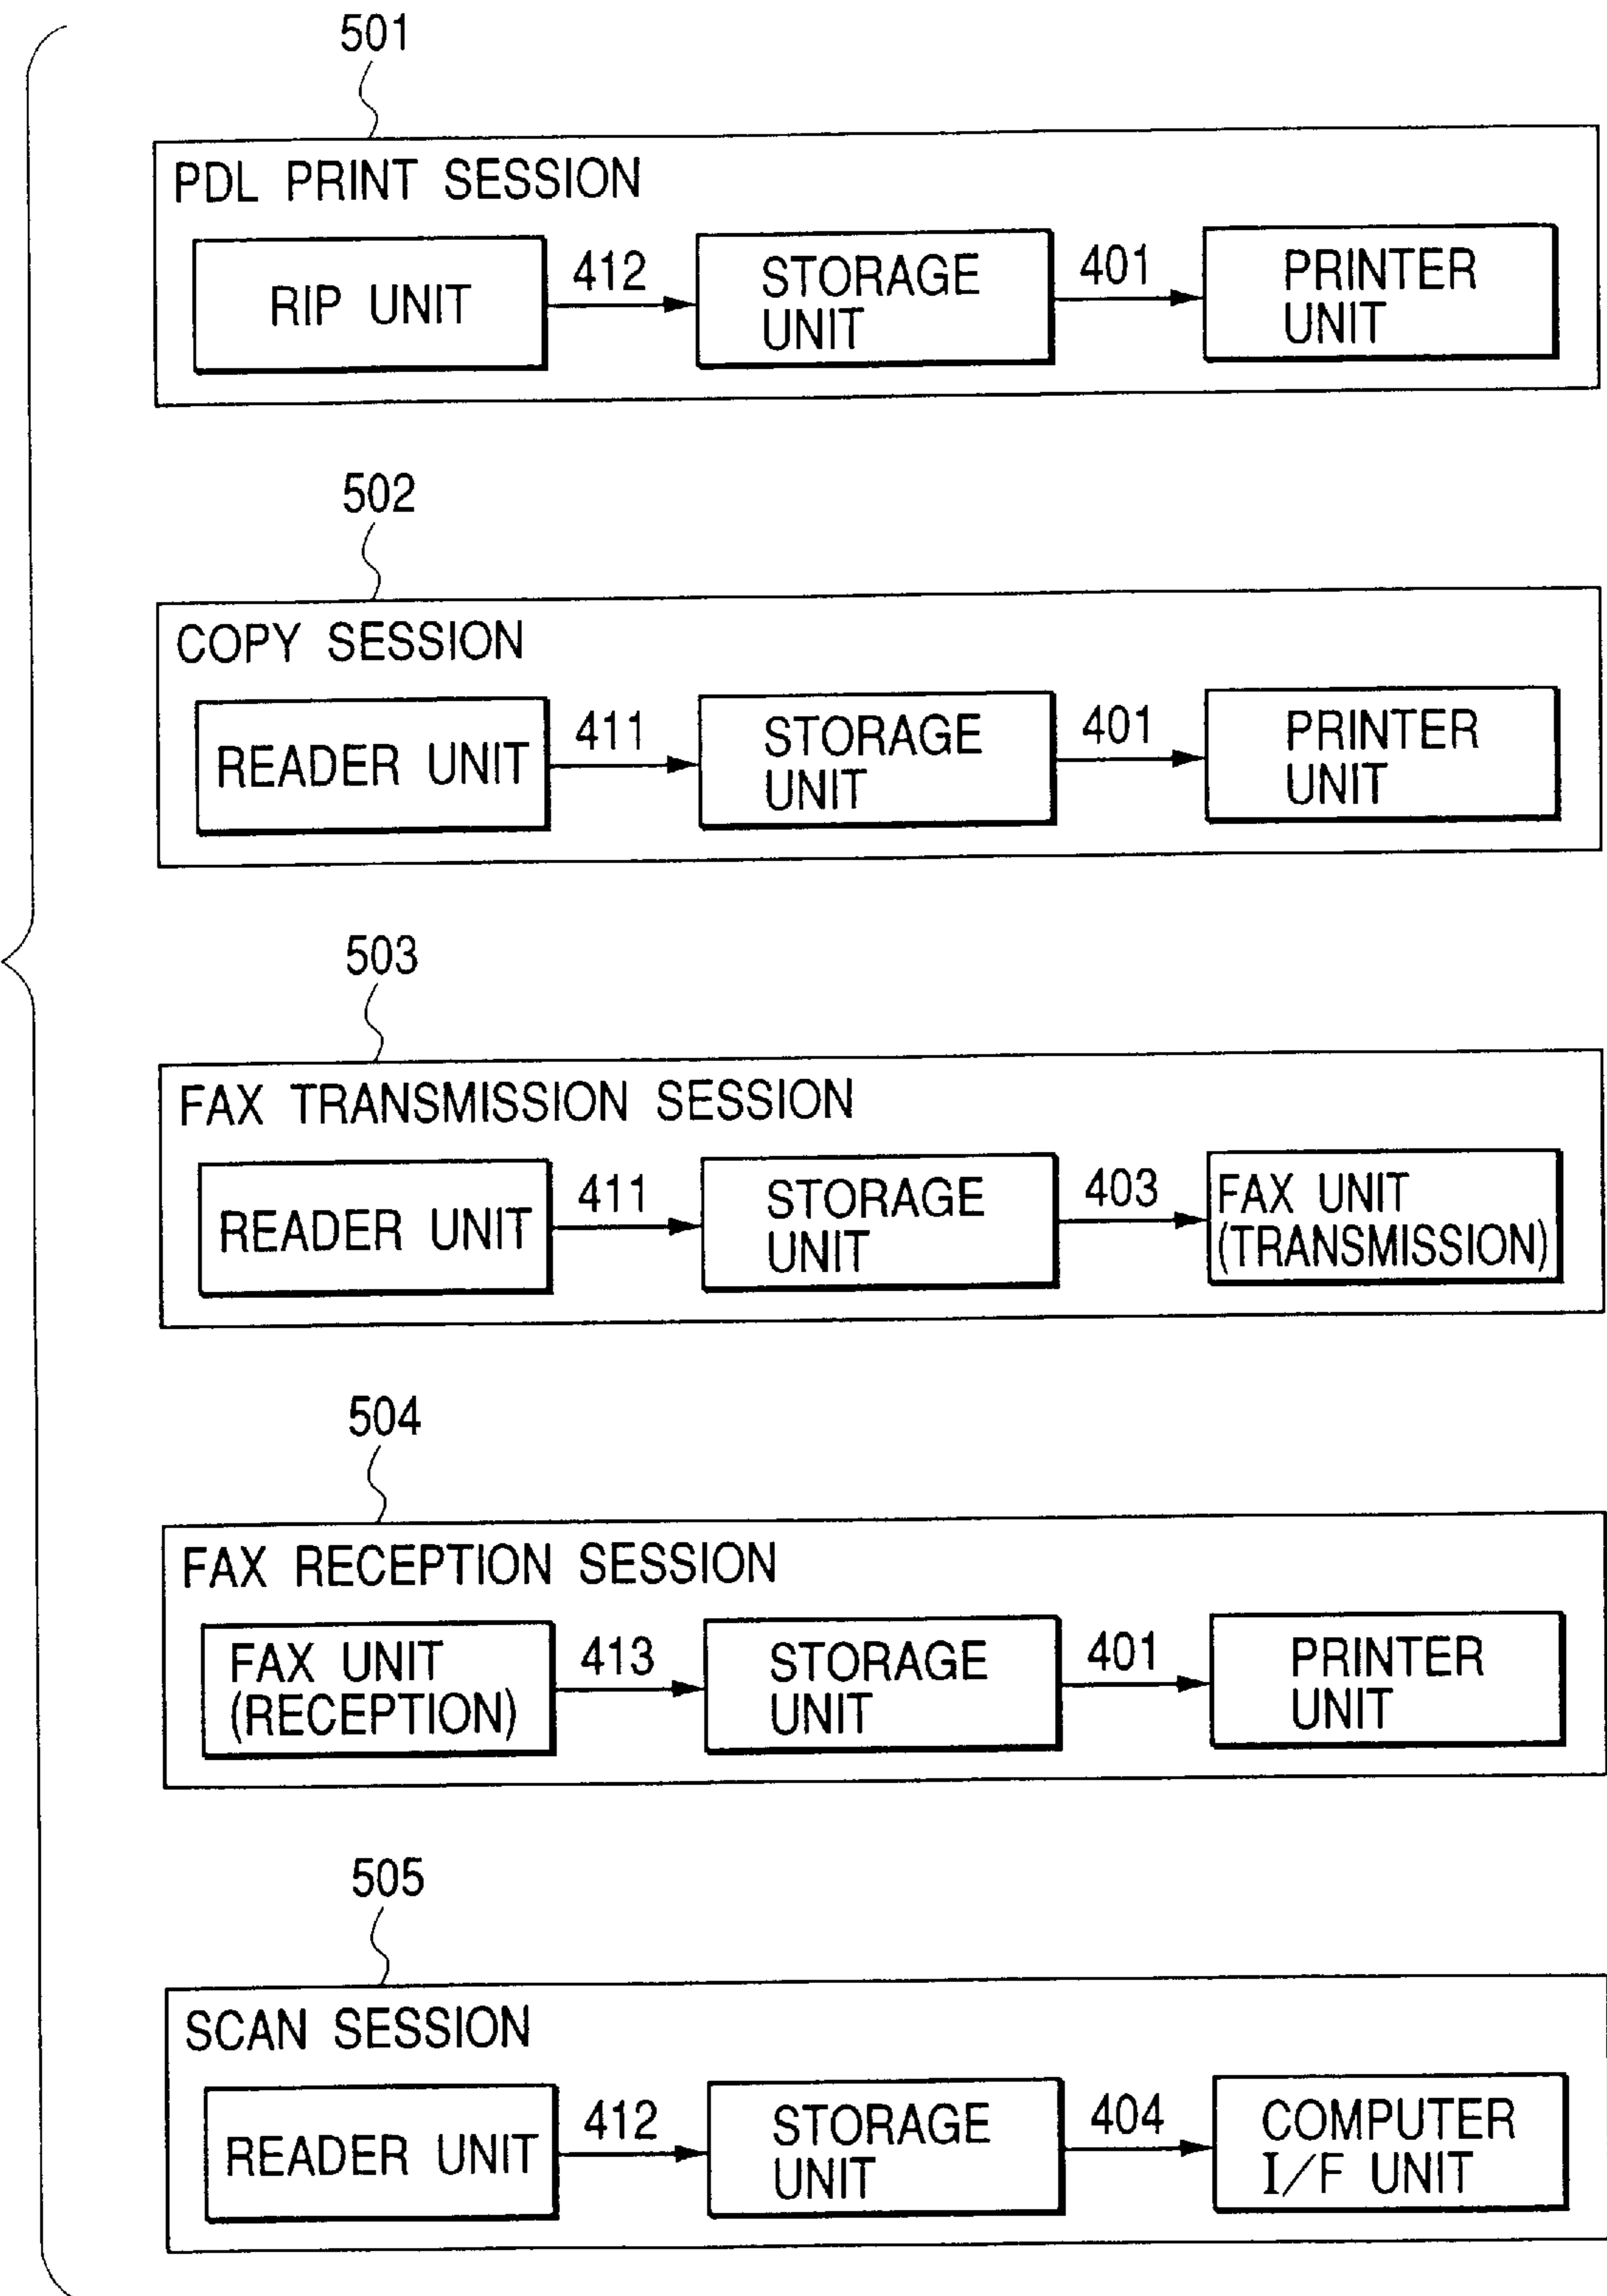 501
PDL PRINT SESSION
RIP UNIT
412
STORAGE
UNIT
401
PRINTER
UNIT
502
COPY SESSION
READER UNIT
411
STORAGE
UNIT
401
PRINTER
UNIT
503
FAX TRANSMISSION SESSION
READER UNIT
411
STORAGE
UNIT
403
FAX UNIT
(TRANSMISSION)
504
FAX RECEPTION SESSION
FAX UNIT
(RECEPTION)
413
STORAGE
UNIT
401
PRINTER
UNIT
505
SCAN SESSION
READER UNIT
412
STORAGE
UNIT
404
COMPUTER
I/F UNIT